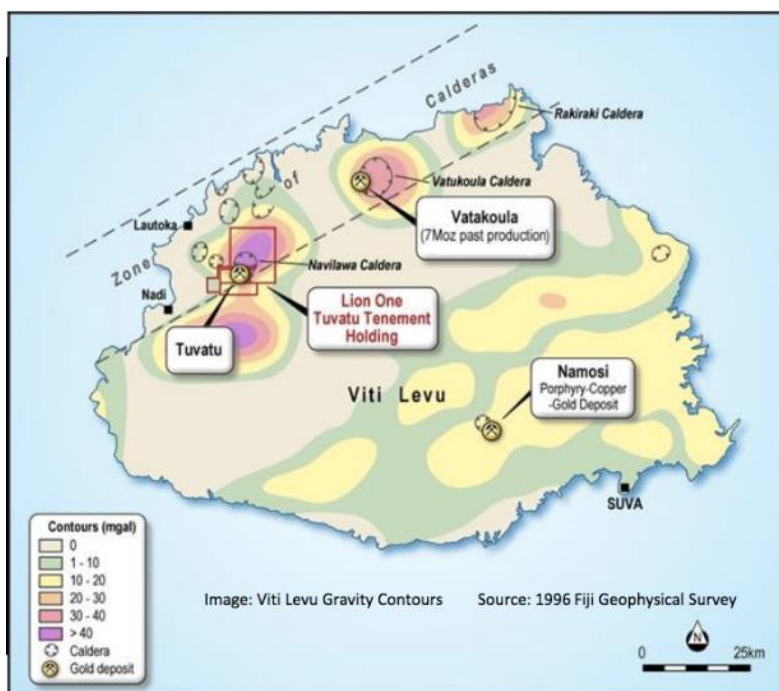 Zone of Calderas
Rakiraki Caldera
Vatukoula Caldera
Lautoka
Vatakoula
(7Moz past production)
Navilawa Caldera
Nadi
Tuvatu
Lion One
Tuvatu Tenement
Holding
Viti Levu
Namosi
Porphyry-Copper
-Gold Deposit
SUVA
Contours (mgal)
0
1 - 10
10 - 20
20 - 30
30 - 40
> 40
Caldera
Gold deposit
Image: Viti Levu Gravity Contours Source: 1996 Fiji Geophysical Survey
N
0 25km